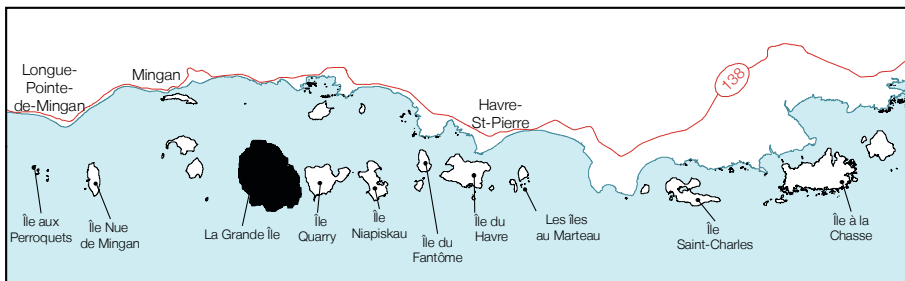 Longue-
Pointe-
de-Mingan
Mingan
138
Havre-
St-Pierre
Île aux
Perroquets
Île Nue
de Mingan
La Grande Île
Île
Quarry
Île
Niapiskau
Île du
Fantôme
Île du
Havre
Les îles
au Marteau
Île
Saint-Charles
Île à la
Chasse